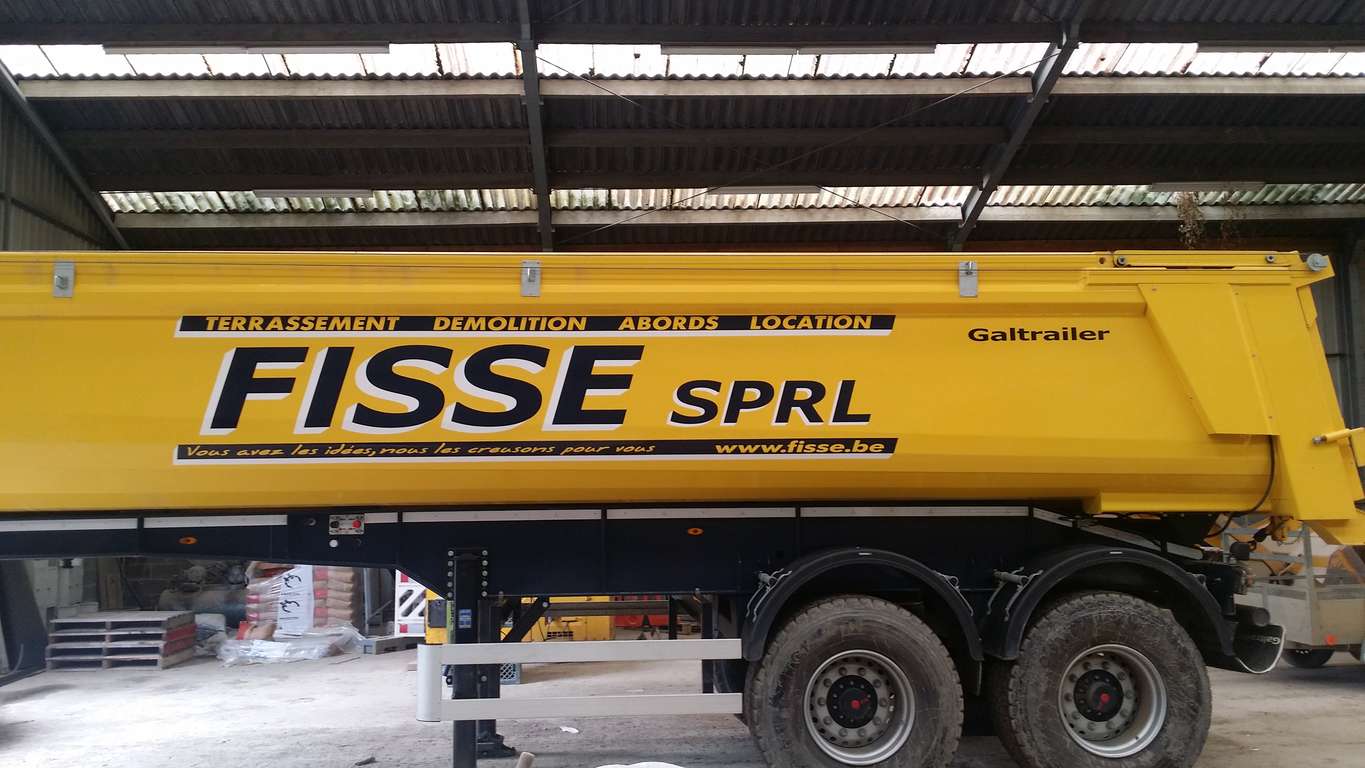 TERRASSEMENT DEMOLITION ABORDS LOCATION
Galtrailer
FISSE SPRL
Vous avez les idées, nous les creusons pour vous www.fisse.be